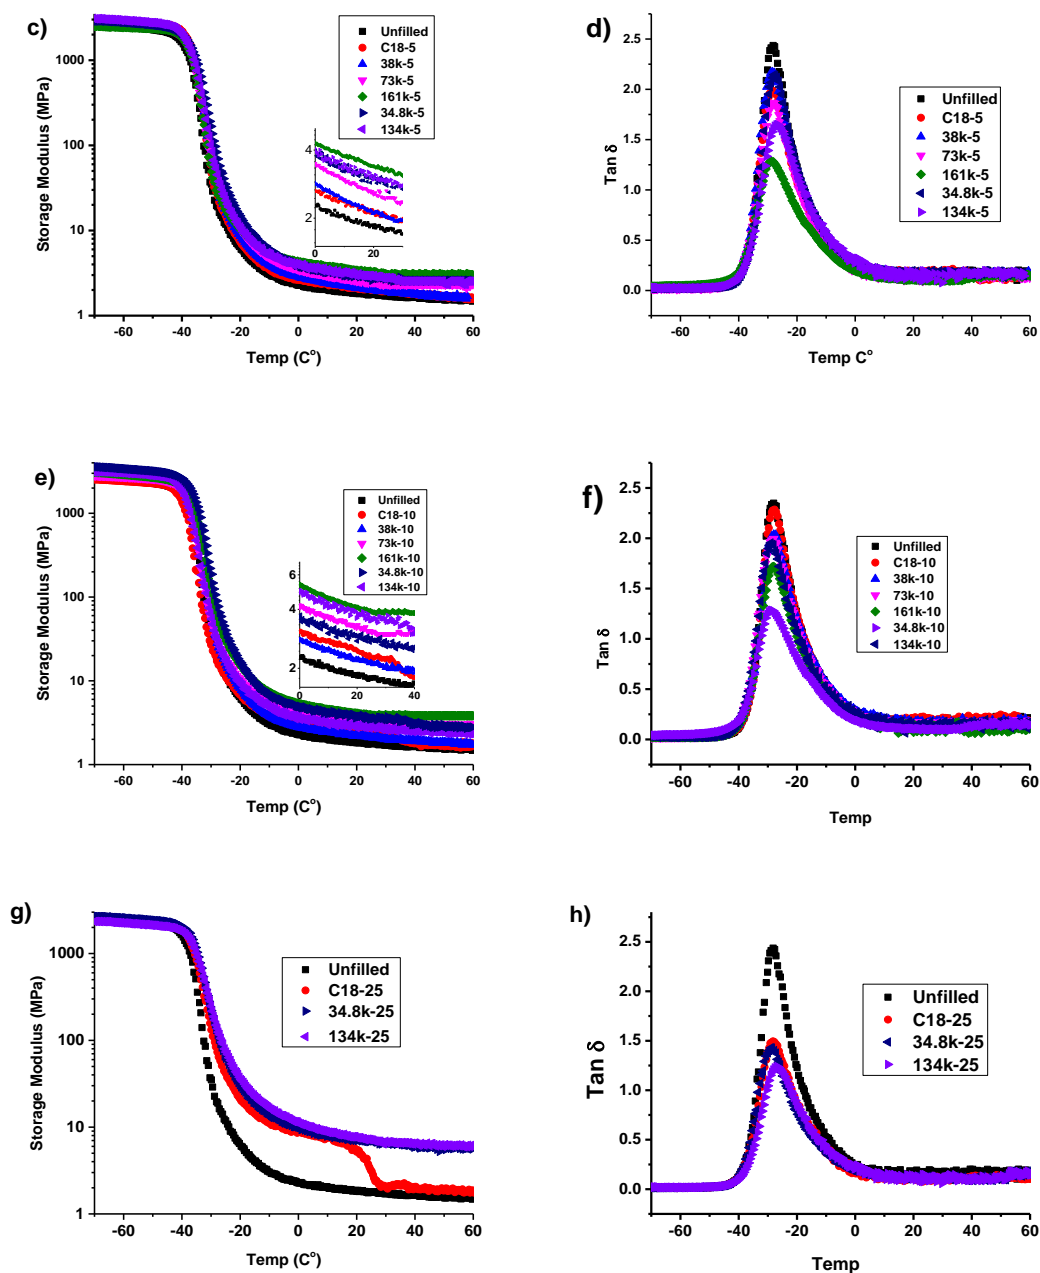 c)
Storage Modulus (MPa)
1000
100
10
1
-60 -40 -20 0 20 40 60
Temp (C°)
Unfilled
C18-5
38k-5
73k-5
161k-5
34.8k-5
134k-5
4
2
0 20
d)
Tan δ
2.5
2.0
1.5
1.0
0.5
0.0
-60 -40 -20 0 20 40 60
Temp C°
Unfilled
C18-5
38k-5
73k-5
161k-5
34.8k-5
134k-5
e)
Storage Modulus (MPa)
1000
100
10
1
-60 -40 -20 0 20 40 60
Temp (C°)
Unfilled
C18-10
38k-10
73k-10
161k-10
34.8k-10
134k-10
6
4
2
0 20 40
f)
Tan δ
2.5
2.0
1.5
1.0
0.5
0.0
-60 -40 -20 0 20 40 60
Temp
Unfilled
C18-10
38k-10
73k-10
161k-10
34.8k-10
134k-10
g)
Storage Modulus (MPa)
1000
100
10
1
-60 -40 -20 0 20 40 60
Temp (C°)
Unfilled
C18-25
34.8k-25
134k-25
h)
Tan δ
2.5
2.0
1.5
1.0
0.5
0.0
-60 -40 -20 0 20 40 60
Temp
Unfilled
C18-25
34.8k-25
134k-25